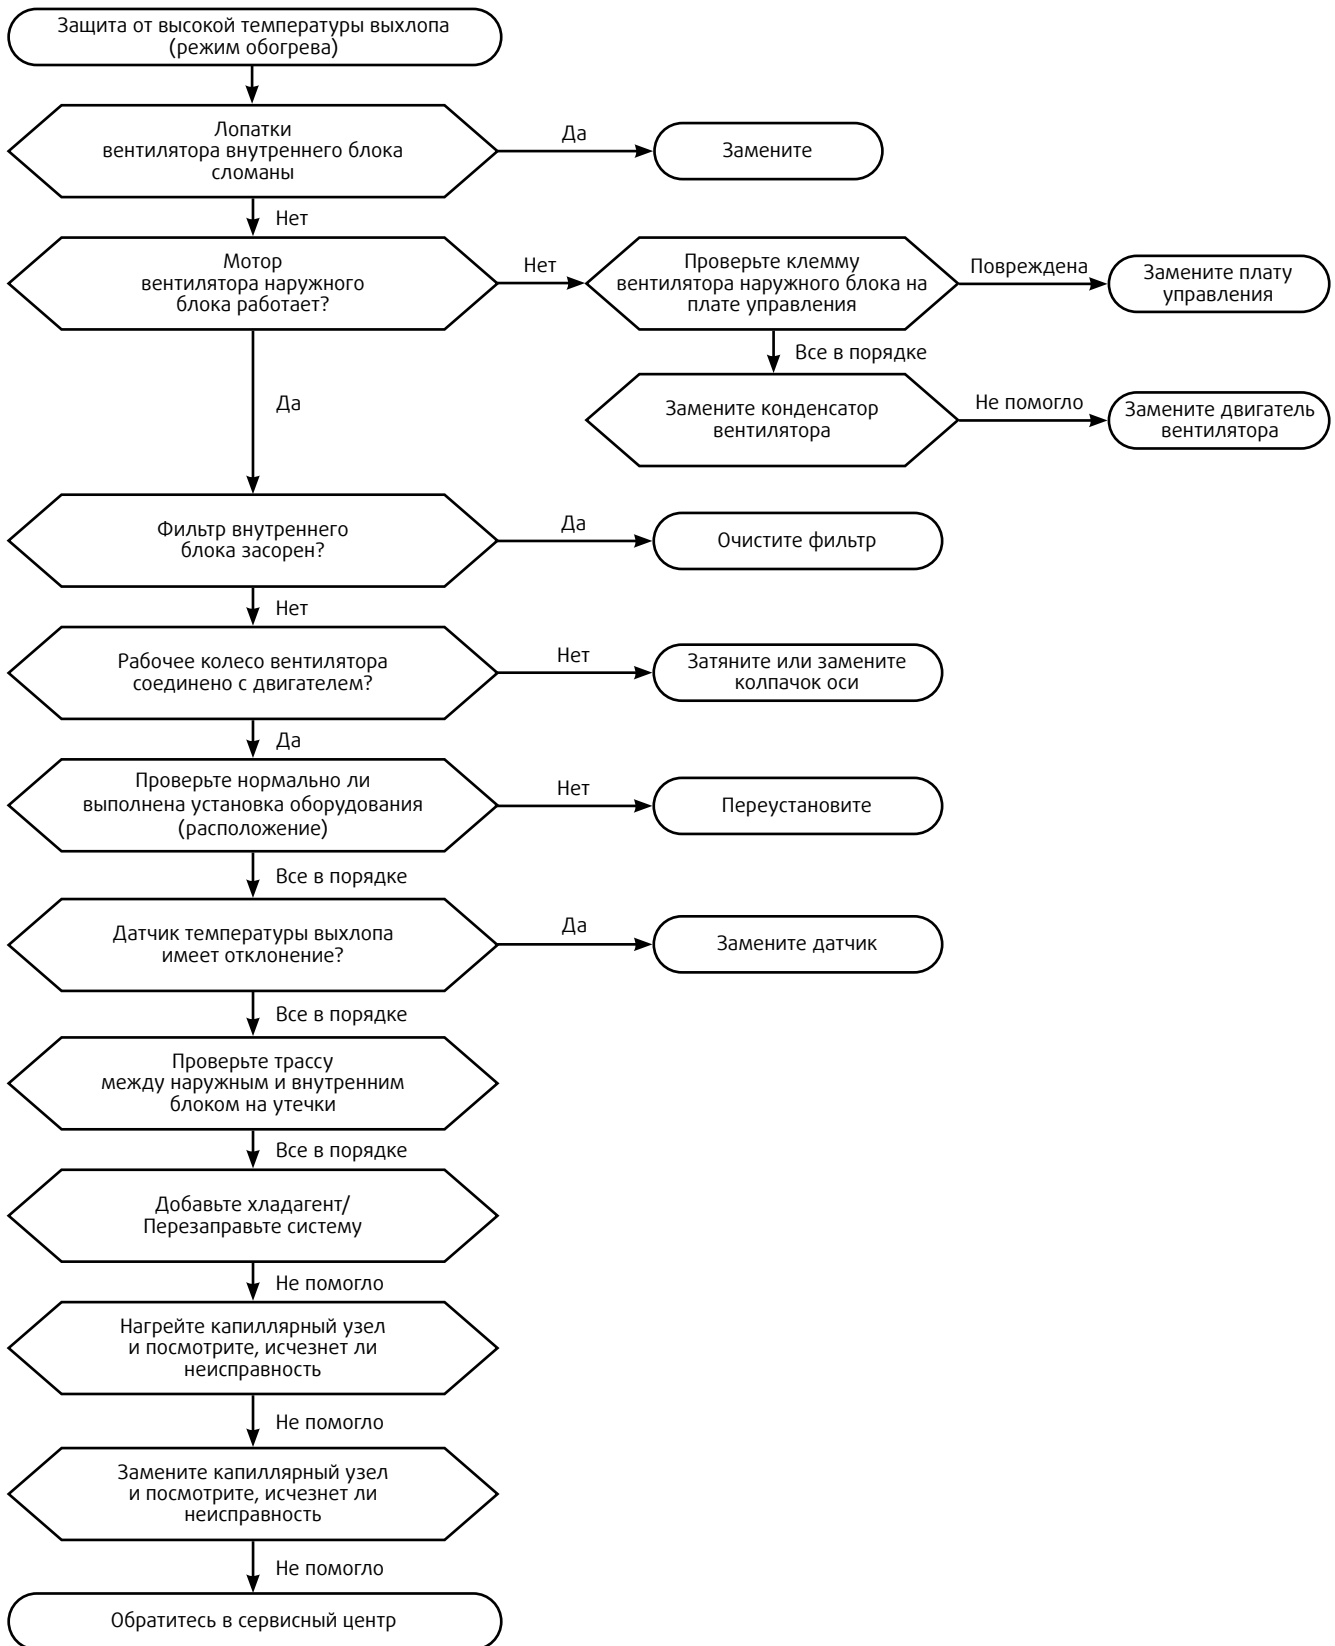 Защита от высокой температуры выхлопа
(режим обогрева)
Лопатки
вентилятора внутреннего блока
сломаны
Да
Замените
Нет
Мотор
вентилятора наружного
блока работает?
Нет
Проверьте клемму
вентилятора наружного блока на
плате управления
Повреждена
Замените плату
управления
Все в порядке
Да
Замените конденсатор
вентилятора
Не помогло
Замените двигатель
вентилятора
Фильтр внутреннего
блока засорен?
Да
Очистите фильтр
Нет
Рабочее колесо вентилятора
соединено с двигателем?
Нет
Затяните или замените
колпачок оси
Да
Проверьте нормально ли
выполнена установка оборудования
(расположение)
Нет
Переустановите
Все в порядке
Датчик температуры выхлопа
имеет отклонение?
Да
Замените датчик
Все в порядке
Проверьте трассу
между наружным и внутренним
блоком на утечки
Все в порядке
Добавьте хладагент/
Перезаправьте систему
Не помогло
Нагрейте капиллярный узел
и посмотрите, исчезнет ли
неисправность
Не помогло
Замените капиллярный узел
и посмотрите, исчезнет ли
неисправность
Не помогло
Обратитесь в сервисный центр